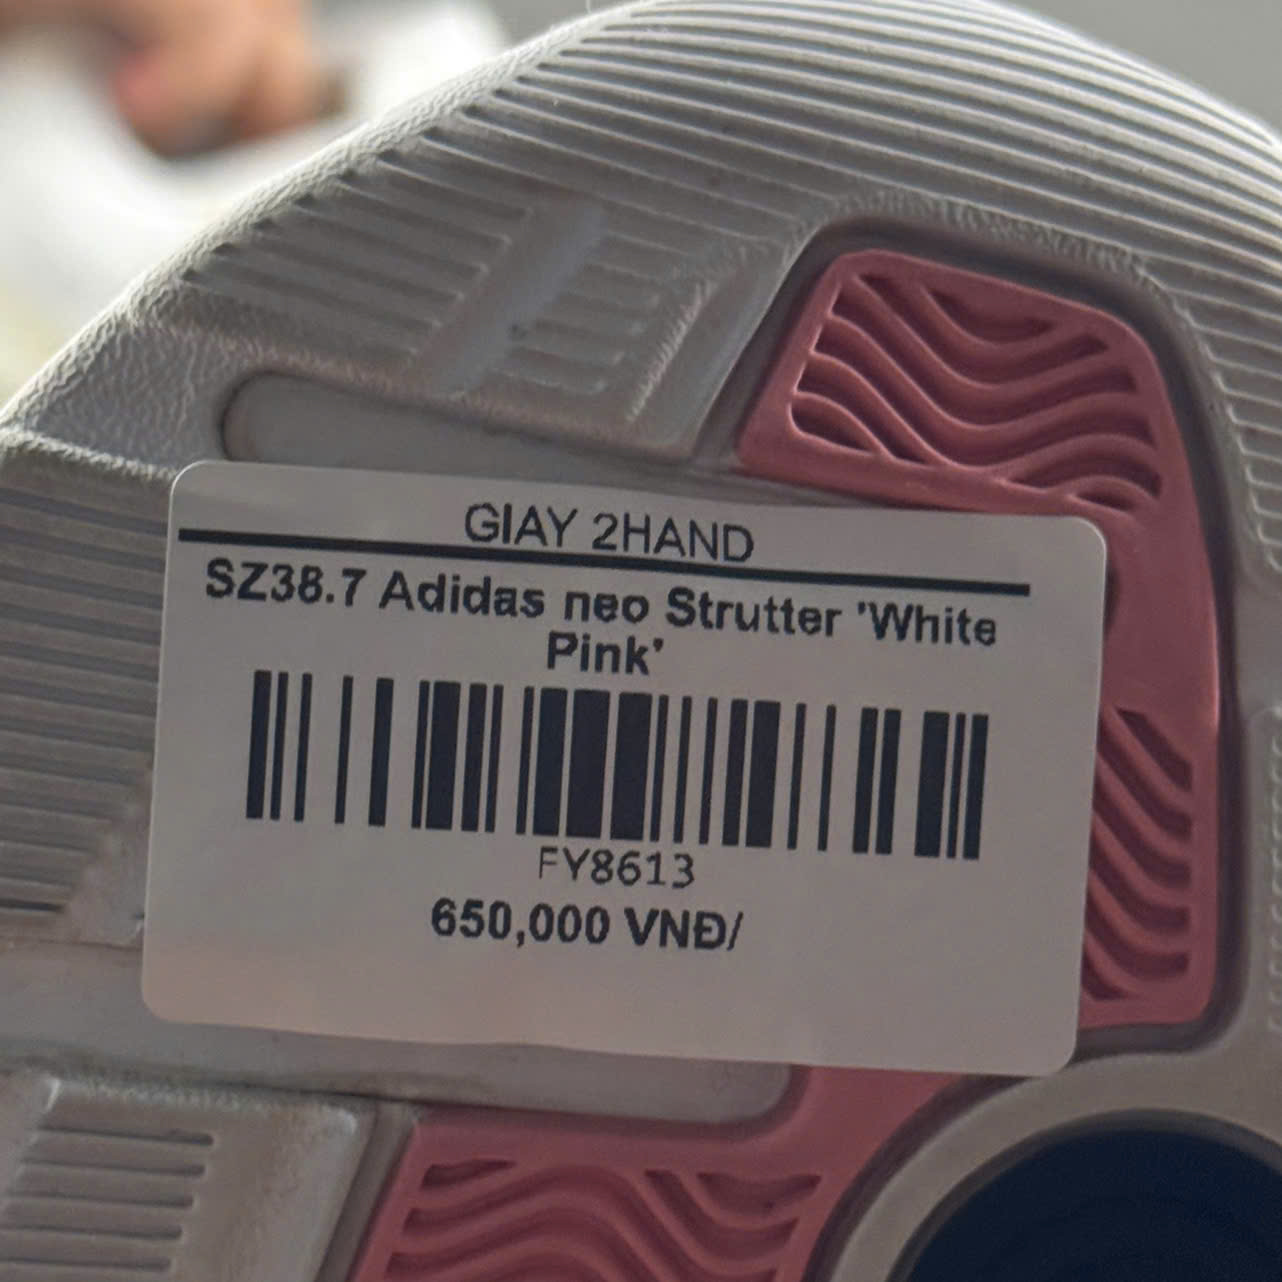 GIAY 2HAND
SZ38.7 Adidas neo Strutter 'White
Pink'
FY8613
650,000 VNĐ/